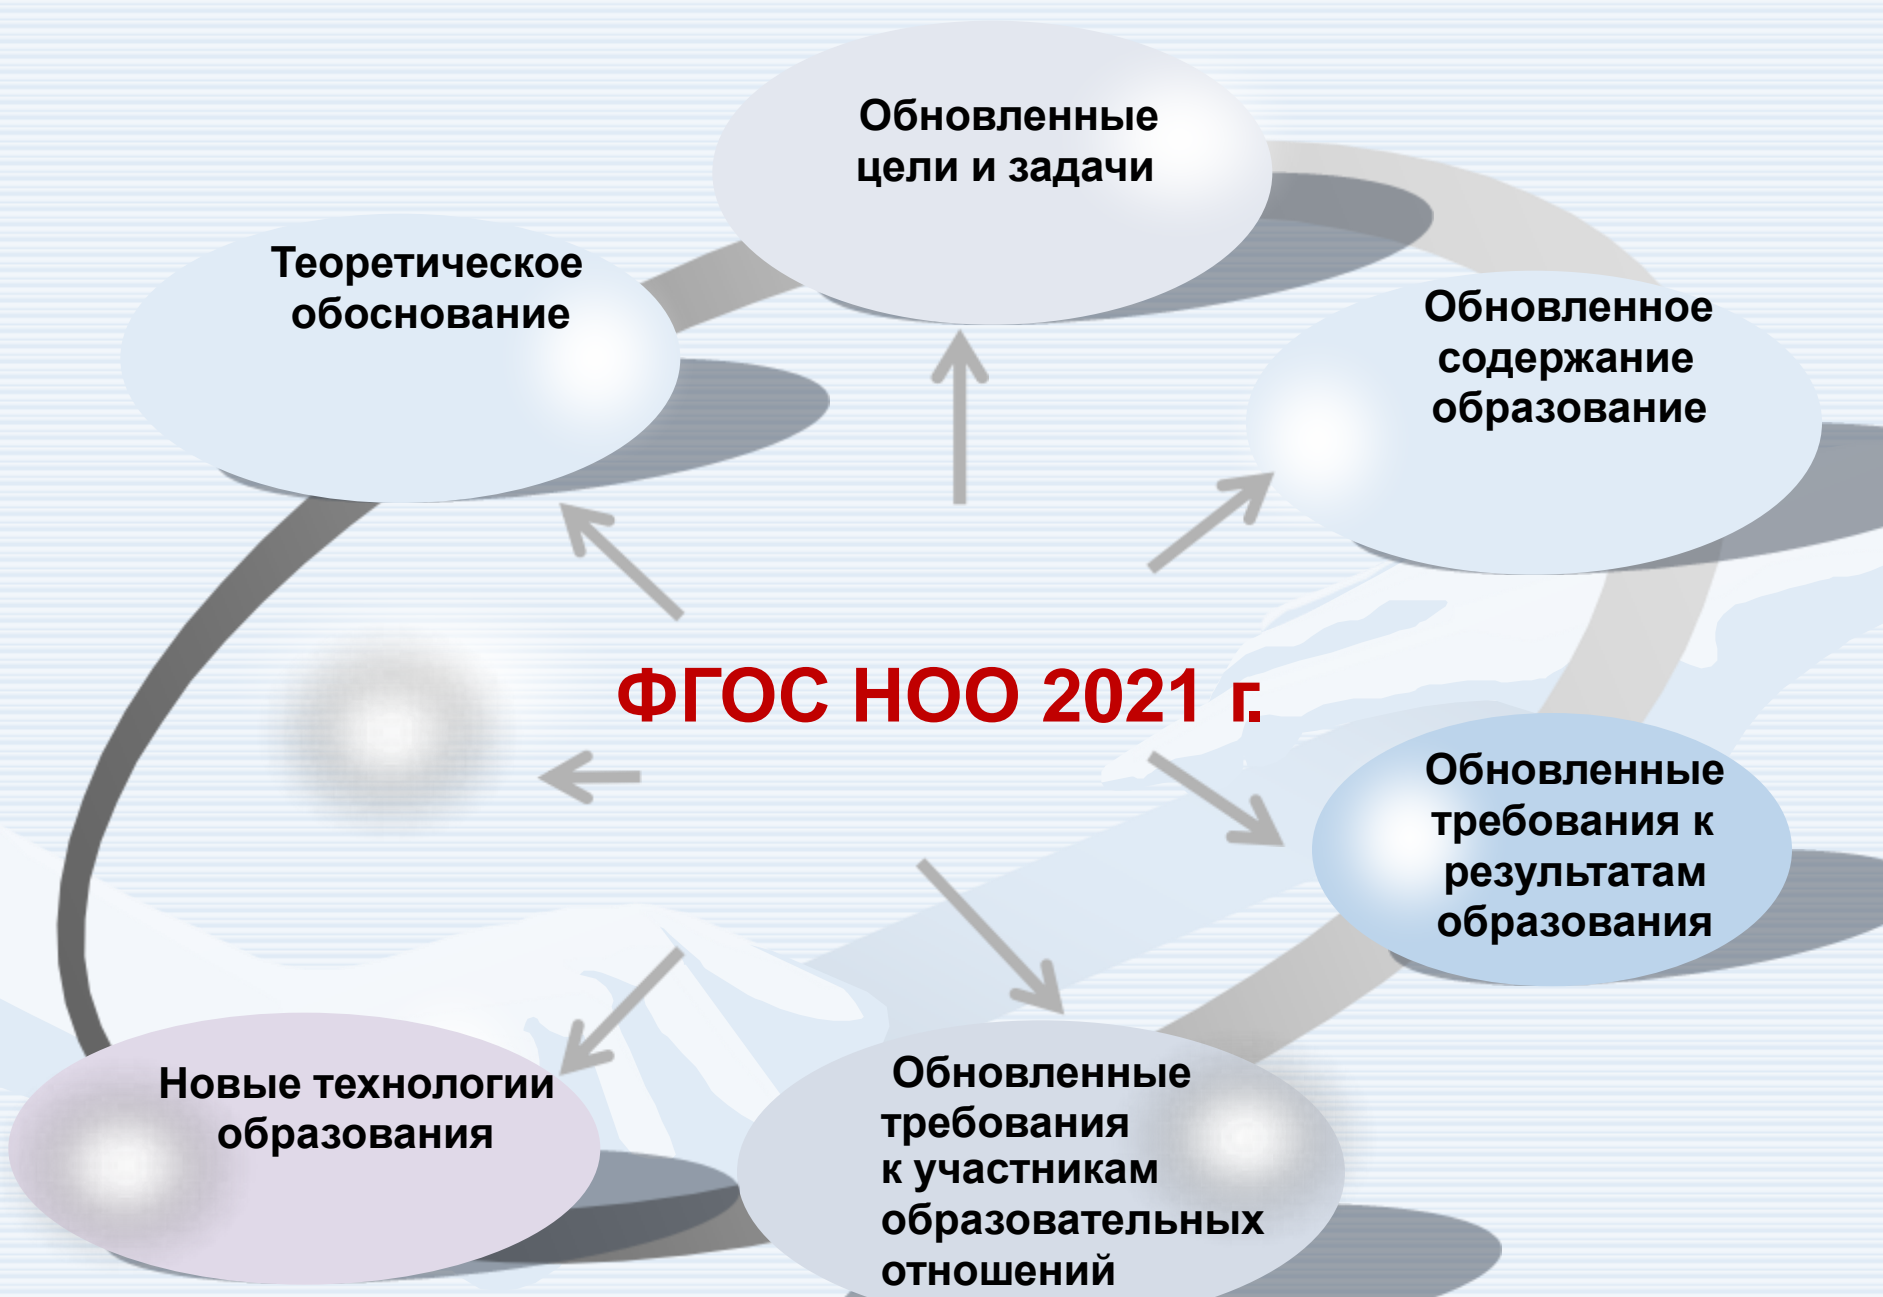 Обновленные
цели и задачи
Теоретическое
обоснование
Обновленное
содержание
образование
ФГОС НОО 2021 г.
Обновленные
требования к
результатам
образования
Новые технологии
образования
Обновленные
требования
к участникам
образовательных
отношений